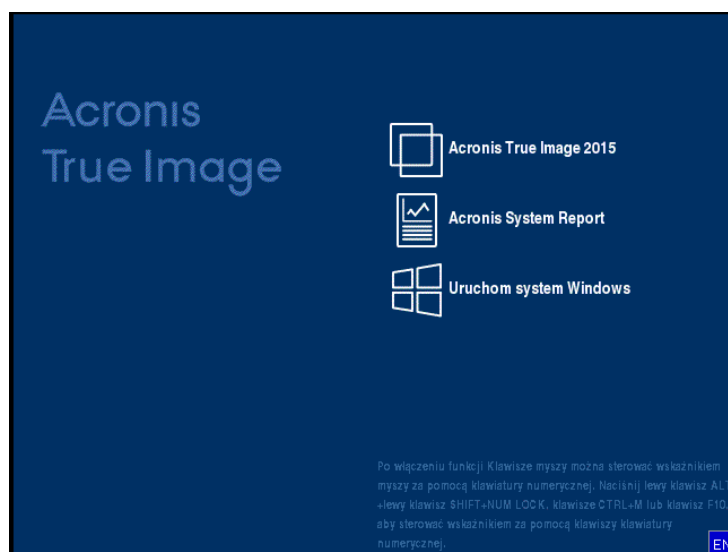 Acronis
True Image
Acronis True Image 2015
Acronis System Report
Uruchom system Windows
Po włączeniu funkcji Klawisze myszy można sterować wskaźnikiem
myszy za pomocą klawiatury numerycznej. Naciśnij lewy klawisz ALT
+lewy klawisz SHIFT+NUM LOCK, klawisze CTRL+M lub klawisz F10,
aby sterować wskaźnikiem za pomocą klawiszy klawiatury
numerycznej.
EN